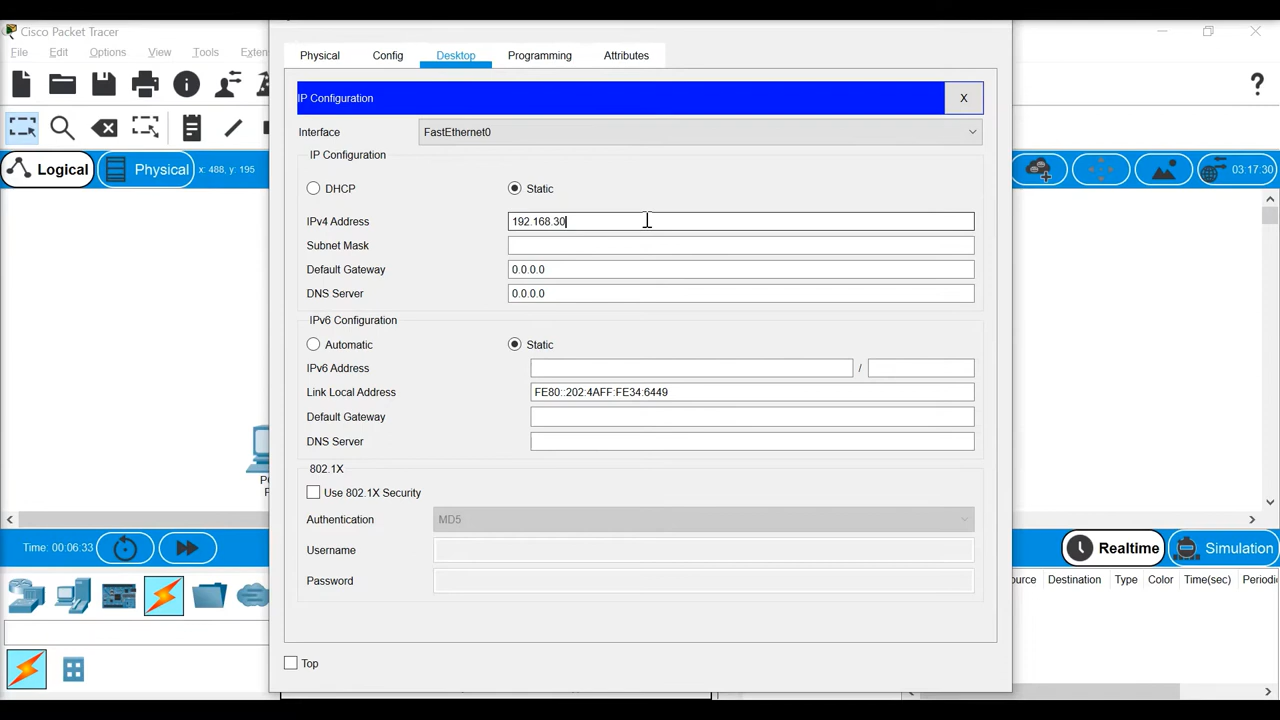 Cisco Packet Tracer
File Edit Options View Tools Exten
Physical Config Desktop Programming Attributes
IP Configuration X
Interface FastEthernet0
IP Configuration
DHCP Static
IPv4 Address 192.168.30
Subnet Mask
Default Gateway 0.0.0.0
DNS Server 0.0.0.0
IPv6 Configuration
Automatic Static
IPv6 Address /
Link Local Address FE80::202:4AFF:FE34:6449
Default Gateway
DNS Server
802.1X
Use 802.1X Security
Authentication MD5
Username
Password
Top
?
Logical Physical x: 488, y: 195 03:17:30
P
Time: 00:06:33 Realtime Simulation
ource Destination Type Color Time(sec) Periodi